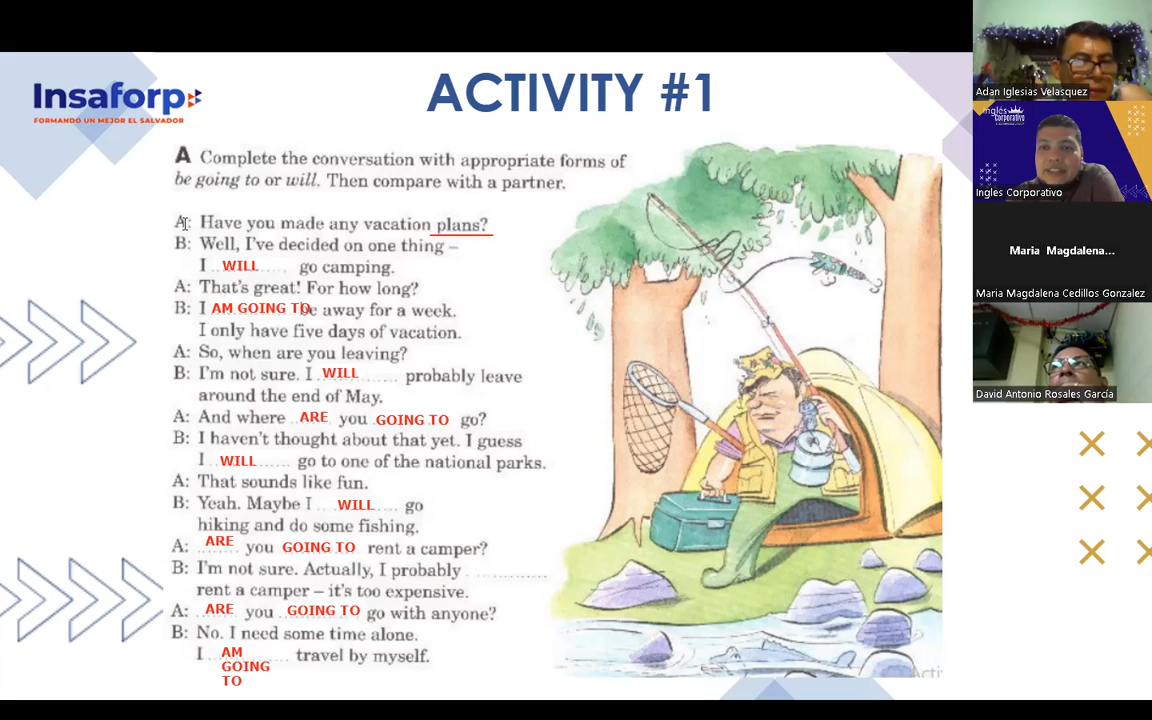 Insaforp
FORMANDO UN MEJOR EL SALVADOR
ACTIVITY #1
A Complete the conversation with appropriate forms of
be going to or will. Then compare with a partner.
A: Have you made any vacation plans?
B: Well, I've decided on one thing –
I WILL go camping.
A: That's great! For how long?
B: I AM GOING TO be away for a week.
I only have five days of vacation.
A: So, when are you leaving?
B: I'm not sure. I WILL probably leave
around the end of May.
A: And where ARE you GOING TO go?
B: I haven't thought about that yet. I guess
I WILL go to one of the national parks.
A: That sounds like fun.
B: Yeah. Maybe I WILL go
hiking and do some fishing.
A: ARE you GOING TO rent a camper?
B: I'm not sure. Actually, I probably ..............
rent a camper – it's too expensive.
A: ARE you GOING TO go with anyone?
B: No. I need some time alone.
I AM GOING TO travel by myself.
Adan Iglesias Velasquez
Inglés
Corporativo
Ingles Corporativo
Maria Magdalena...
Maria Magdalena Cedillos Gonzalez
David Antonio Rosales García